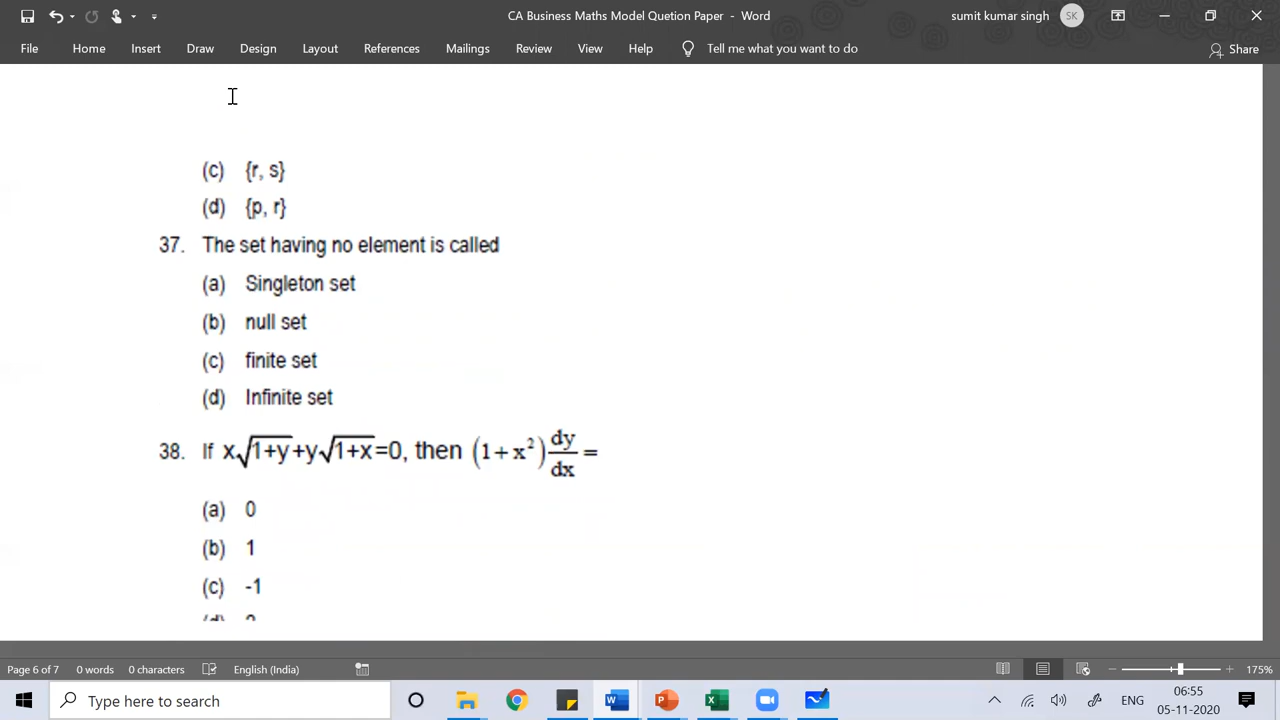 CA Business Maths Model Quetion Paper - Word
sumit kumar singh SK
File Home Insert Draw Design Layout References Mailings Review View Help Tell me what you want to do Share
(c) {r, s}
(d) {p, r}
37. The set having no element is called
(a) Singleton set
(b) null set
(c) finite set
(d) Infinite set
38. If x√1+y+y√1+x=0, then (1+x²)dy/dx=
(a) 0
(b) 1
(c) -1
Page 6 of 7 0 words 0 characters English (India) 175%
Type here to search ENG 06:55
05-11-2020